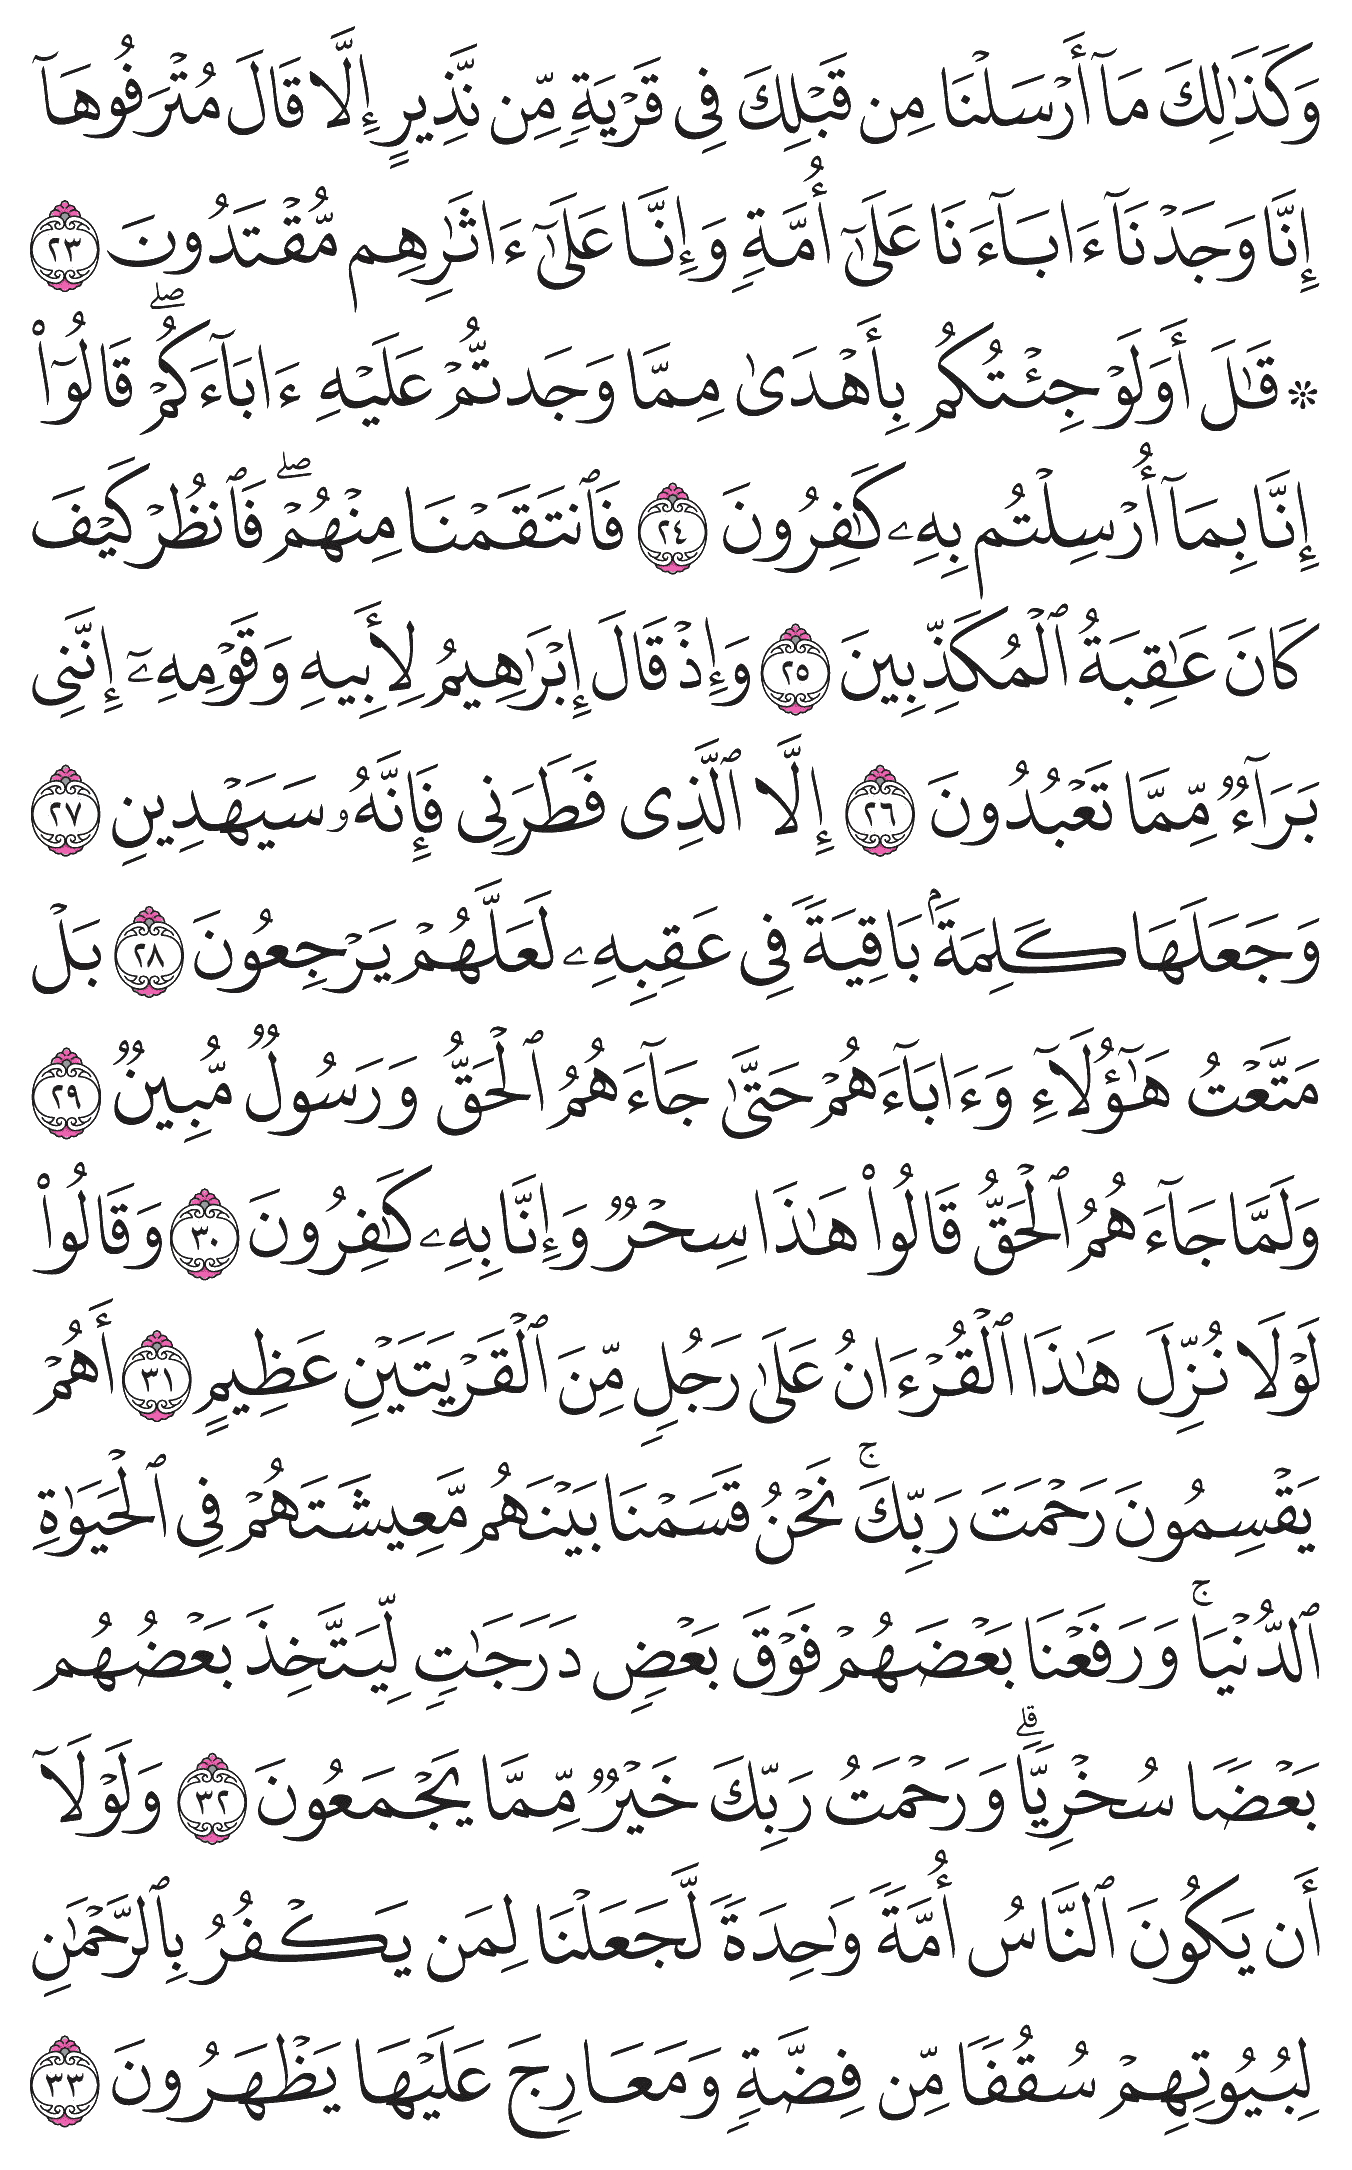 وَكَذَٰلِكَ مَآ أَرۡسَلۡنَا مِن قَبۡلِكَ فِي قَرۡيَةٖ مِّن نَّذِيرٍ إِلَّا قَالَ مُتۡرَفُوهَآ
إِنَّا وَجَدۡنَآ ءَابَآءَنَا عَلَىٰٓ أُمَّةٖ وَإِنَّا عَلَىٰٓ ءَاثَٰرِهِم مُّقۡتَدُونَ ٢٣
۞ قَٰلَ أَوَلَوۡ جِئۡتُكُم بِأَهۡدَىٰ مِمَّا وَجَدتُّمۡ عَلَيۡهِ ءَابَآءَكُمۡۖ قَالُوٓاْ
إِنَّا بِمَآ أُرۡسِلۡتُم بِهِۦ كَٰفِرُونَ ٢٤ فَٱنتَقَمۡنَا مِنۡهُمۡۖ فَٱنظُرۡ كَيۡفَ
كَانَ عَٰقِبَةُ ٱلۡمُكَذِّبِينَ ٢٥ وَإِذۡ قَالَ إِبۡرَٰهِيمُ لِأَبِيهِ وَقَوۡمِهِۦٓ إِنَّنِي
بَرَآءٞ مِّمَّا تَعۡبُدُونَ ٢٦ إِلَّا ٱلَّذِي فَطَرَنِي فَإِنَّهُۥ سَيَهۡدِينِ ٢٧
وَجَعَلَهَا كَلِمَةَۢ بَاقِيَةٗ فِي عَقِبِهِۦ لَعَلَّهُمۡ يَرۡجِعُونَ ٢٨ بَلۡ
مَتَّعۡتُ هَٰٓؤُلَآءِ وَءَابَآءَهُمۡ حَتَّىٰ جَآءَهُمُ ٱلۡحَقُّ وَرَسُولٞ مُّبِينٞ ٢٩
وَلَمَّا جَآءَهُمُ ٱلۡحَقُّ قَالُواْ هَٰذَا سِحۡرٞ وَإِنَّا بِهِۦ كَٰفِرُونَ ٣٠ وَقَالُواْ
لَوۡلَا نُزِّلَ هَٰذَا ٱلۡقُرۡءَانُ عَلَىٰ رَجُلٖ مِّنَ ٱلۡقَرۡيَتَيۡنِ عَظِيمٍ ٣١ أَهُمۡ
يَقۡسِمُونَ رَحۡمَتَ رَبِّكَۚ نَحۡنُ قَسَمۡنَا بَيۡنَهُم مَّعِيشَتَهُمۡ فِي ٱلۡحَيَوٰةِ
ٱلدُّنۡيَاۚ وَرَفَعۡنَا بَعۡضَهُمۡ فَوۡقَ بَعۡضٖ دَرَجَٰتٖ لِّيَتَّخِذَ بَعۡضُهُم
بَعۡضٗا سُخۡرِيّٗاۗ وَرَحۡمَتُ رَبِّكَ خَيۡرٞ مِّمَّا يَجۡمَعُونَ ٣٢ وَلَوۡلَآ
أَن يَكُونَ ٱلنَّاسُ أُمَّةٗ وَٰحِدَةٗ لَّجَعَلۡنَا لِمَن يَكۡفُرُ بِٱلرَّحۡمَٰنِ
لِبُيُوتِهِمۡ سُقُفٗا مِّن فِضَّةٖ وَمَعَارِجَ عَلَيۡهَا يَظۡهَرُونَ ٣٣